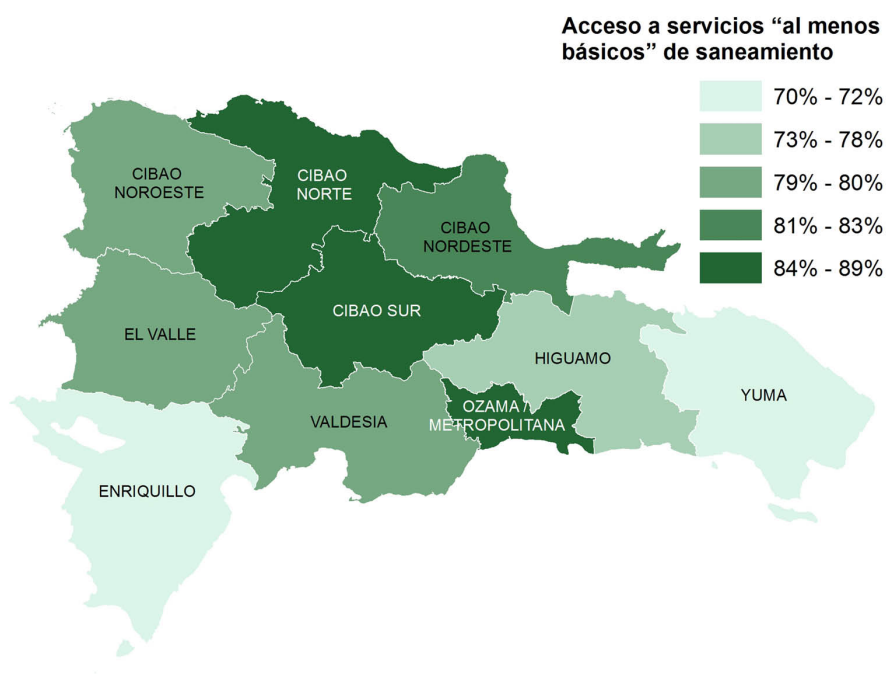 Acceso a servicios “al menos
básicos” de saneamiento
70% - 72%
73% - 78%
79% - 80%
81% - 83%
84% - 89%
CIBAO
NOROESTE
CIBAO
NORTE
CIBAO
NORDESTE
CIBAO SUR
EL VALLE
HIGUAMO
YUMA
VALDESIA
OZAMA /
METROPOLITANA
ENRIQUILLO